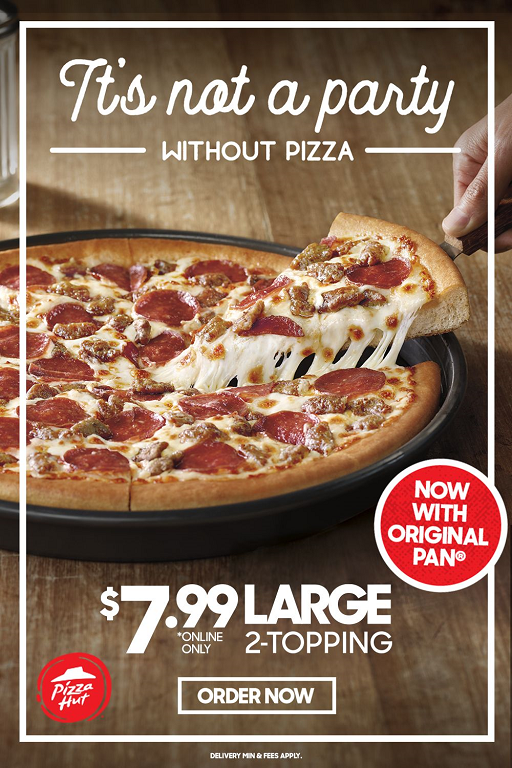 It's not a party
WITHOUT PIZZA
NOW
WITH
ORIGINAL
PAN®
$7.99
*ONLINE
ONLY
LARGE
2-TOPPING
Pizza
Hut
ORDER NOW
DELIVERY MIN & FEES APPLY.